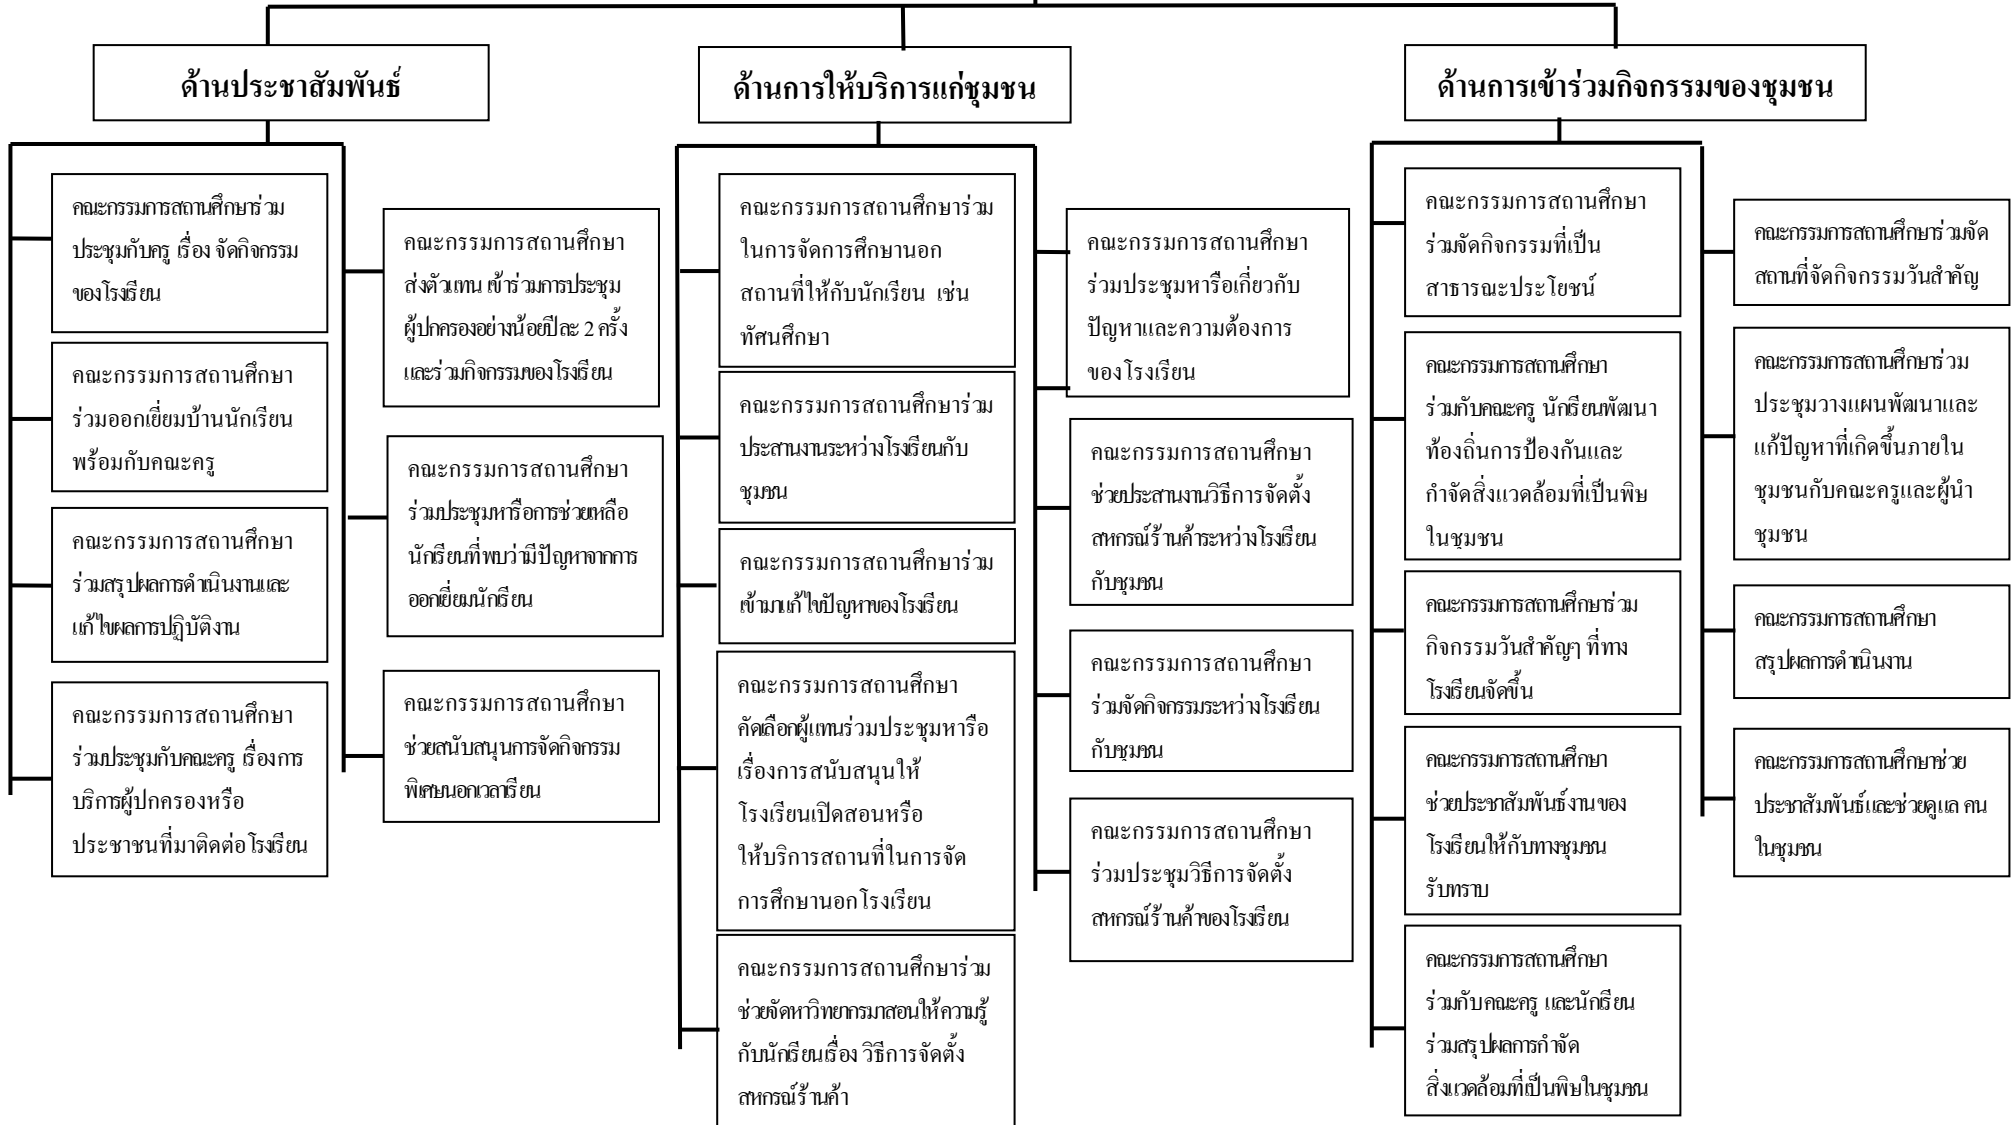 ด้านประชาสัมพันธ์
คณะกรรมการสถานศึกษาร่วม
ประชุมกับครู เรื่อง จัดกิจกรรม
ของโรงเรียน
คณะกรรมการสถานศึกษา
ร่วมออกเยี่ยมบ้านนักเรียน
พร้อมกับคณะครู
คณะกรรมการสถานศึกษา
ร่วมสรุปผลการดำเนินงานและ
แก้ไขผลการปฏิบัติงาน
คณะกรรมการสถานศึกษา
ร่วมประชุมกับคณะครู เรื่องการ
บริการผู้ปกครองหรือ
ประชาชนที่มาติดต่อโรงเรียน
คณะกรรมการสถานศึกษา
ส่งตัวแทน เข้าร่วมการประชุม
ผู้ปกครองอย่างน้อยปีละ 2 ครั้ง
และร่วมกิจกรรมของโรงเรียน
คณะกรรมการสถานศึกษา
ร่วมประชุมหารือการช่วยเหลือ
นักเรียนที่พบว่ามีปัญหาจากการ
ออกเยี่ยมนักเรียน
คณะกรรมการสถานศึกษา
ช่วยสนับสนุนการจัดกิจกรรม
พิเศษนอกเวลาเรียน
ด้านการให้บริการแก่ชุมชน
คณะกรรมการสถานศึกษาร่วม
ในการจัดการศึกษานอก
สถานที่ให้กับนักเรียน เช่น
ทัศนศึกษา
คณะกรรมการสถานศึกษาร่วม
ประสานงานระหว่างโรงเรียนกับ
ชุมชน
คณะกรรมการสถานศึกษาร่วม
เข้ามาแก้ไขปัญหาของโรงเรียน
คณะกรรมการสถานศึกษา
คัดเลือกผู้แทนร่วมประชุมหารือ
เรื่องการสนับสนุนให้
โรงเรียนเปิดสอนหรือ
ให้บริการสถานที่ในการจัด
การศึกษานอกโรงเรียน
คณะกรรมการสถานศึกษาร่วม
ช่วยจัดหาวิทยากรมาสอนให้ความรู้
กับนักเรียนเรื่อง วิธีการจัดตั้ง
สหกรณ์ร้านค้า
คณะกรรมการสถานศึกษา
ร่วมประชุมหารือเกี่ยวกับ
ปัญหาและความต้องการ
ของโรงเรียน
คณะกรรมการสถานศึกษา
ช่วยประสานงานวิธีการจัดตั้ง
สหกรณ์ร้านค้าระหว่างโรงเรียน
กับชุมชน
คณะกรรมการสถานศึกษา
ร่วมจัดกิจกรรมระหว่างโรงเรียน
กับชุมชน
คณะกรรมการสถานศึกษา
ร่วมประชุมวิธีการจัดตั้ง
สหกรณ์ร้านค้าของโรงเรียน
ด้านการเข้าร่วมกิจกรรมของชุมชน
คณะกรรมการสถานศึกษา
ร่วมจัดกิจกรรมที่เป็น
สาธารณะประโยชน์
คณะกรรมการสถานศึกษา
ร่วมกับคณะครู นักเรียนพัฒนา
ท้องถิ่นการป้องกันและ
กำจัดสิ่งแวดล้อมที่เป็นพิษ
ในชุมชน
คณะกรรมการสถานศึกษาร่วม
กิจกรรมวันสำคัญๆ ที่ทาง
โรงเรียนจัดขึ้น
คณะกรรมการสถานศึกษา
ช่วยประชาสัมพันธ์งานของ
โรงเรียนให้กับทางชุมชน
รับทราบ
คณะกรรมการสถานศึกษา
ร่วมกับคณะครู และนักเรียน
ร่วมสรุปผลการกำจัด
สิ่งแวดล้อมที่เป็นพิษในชุมชน
คณะกรรมการสถานศึกษาร่วมจัด
สถานที่จัดกิจกรรมวันสำคัญ
คณะกรรมการสถานศึกษาร่วม
ประชุมวางแผนพัฒนาและ
แก้ปัญหาที่เกิดขึ้นภายใน
ชุมชนกับคณะครูและผู้นำ
ชุมชน
คณะกรรมการสถานศึกษา
สรุปผลการดำเนินงาน
คณะกรรมการสถานศึกษาช่วย
ประชาสัมพันธ์และช่วยดูแล คน
ในชุมชน